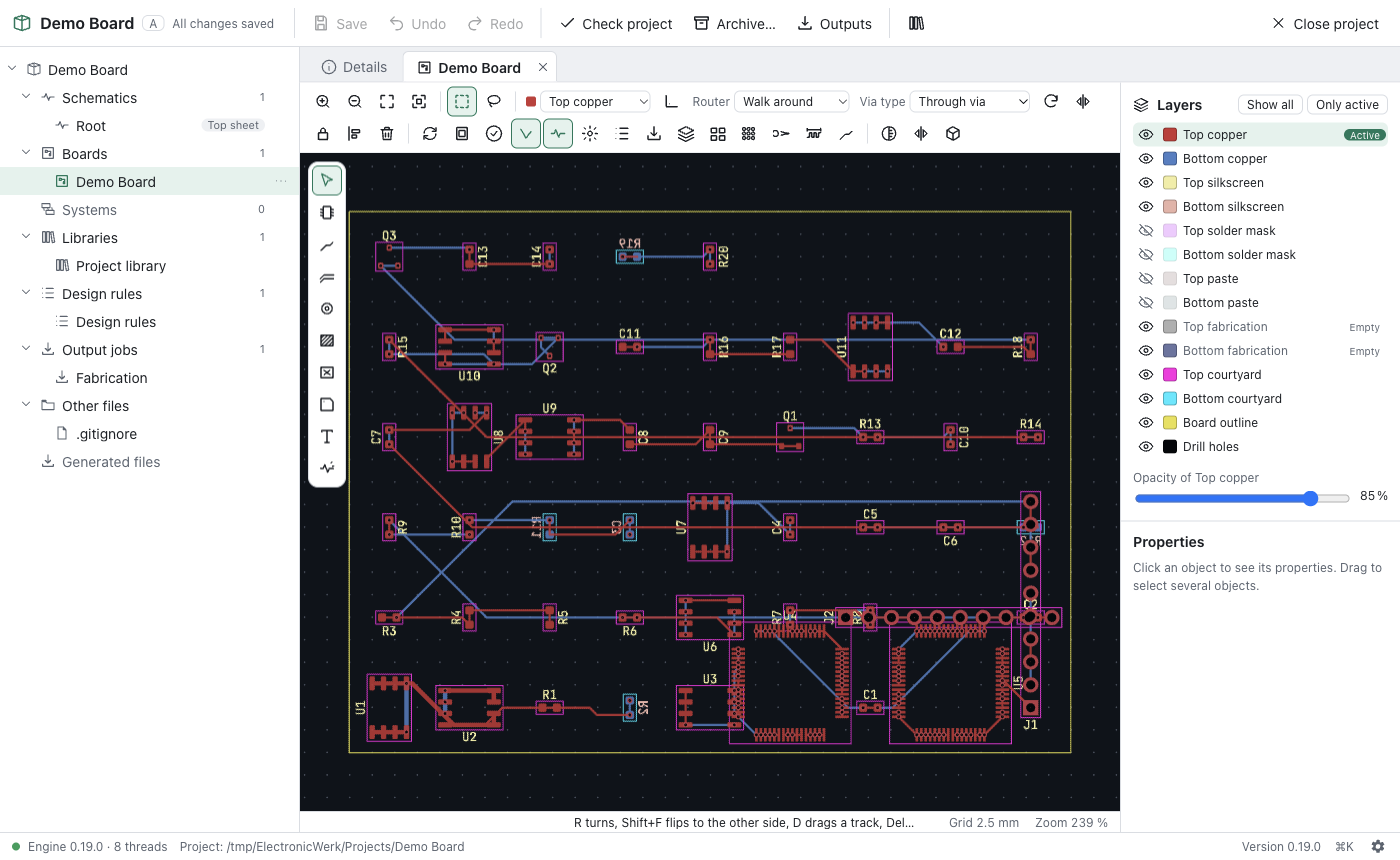 Demo Board A All changes saved Save Undo Redo Check project Archive... Outputs Close project
Demo Board
Schematics 1
Root Top sheet
Boards 1
Demo Board ...
Systems 0
Libraries 1
Project library
Design rules 1
Design rules
Output jobs 1
Fabrication
Other files
.gitignore
Generated files
Details Demo Board
Top copper Router Walk around Via type Through via
Q3 C13 C14 R19 R20
R15 U10 Q2 C11 R16 R17 U11 C12 R18
C7 U8 U9 C8 C9 Q1 R13 C10 R14
R9 R10 R11 U7 C4 C5 C6
R3 R4 R5 R6 U6 R7 J2 R8 C2
U1 U2 R1 R2 U3 C1 U5 J1
R turns, Shift+F flips to the other side, D drags a track, Del... Grid 2.5 mm Zoom 239 %
Layers Show all Only active
Top copper Active
Bottom copper
Top silkscreen
Bottom silkscreen
Top solder mask
Bottom solder mask
Top paste
Bottom paste
Top fabrication Empty
Bottom fabrication Empty
Top courtyard
Bottom courtyard
Board outline
Drill holes
Opacity of Top copper
85 %
Properties
Click an object to see its properties. Drag to
select several objects.
Engine 0.19.0 · 8 threads Project: /tmp/ElectronicWerk/Projects/Demo Board Version 0.19.0 ⌘K